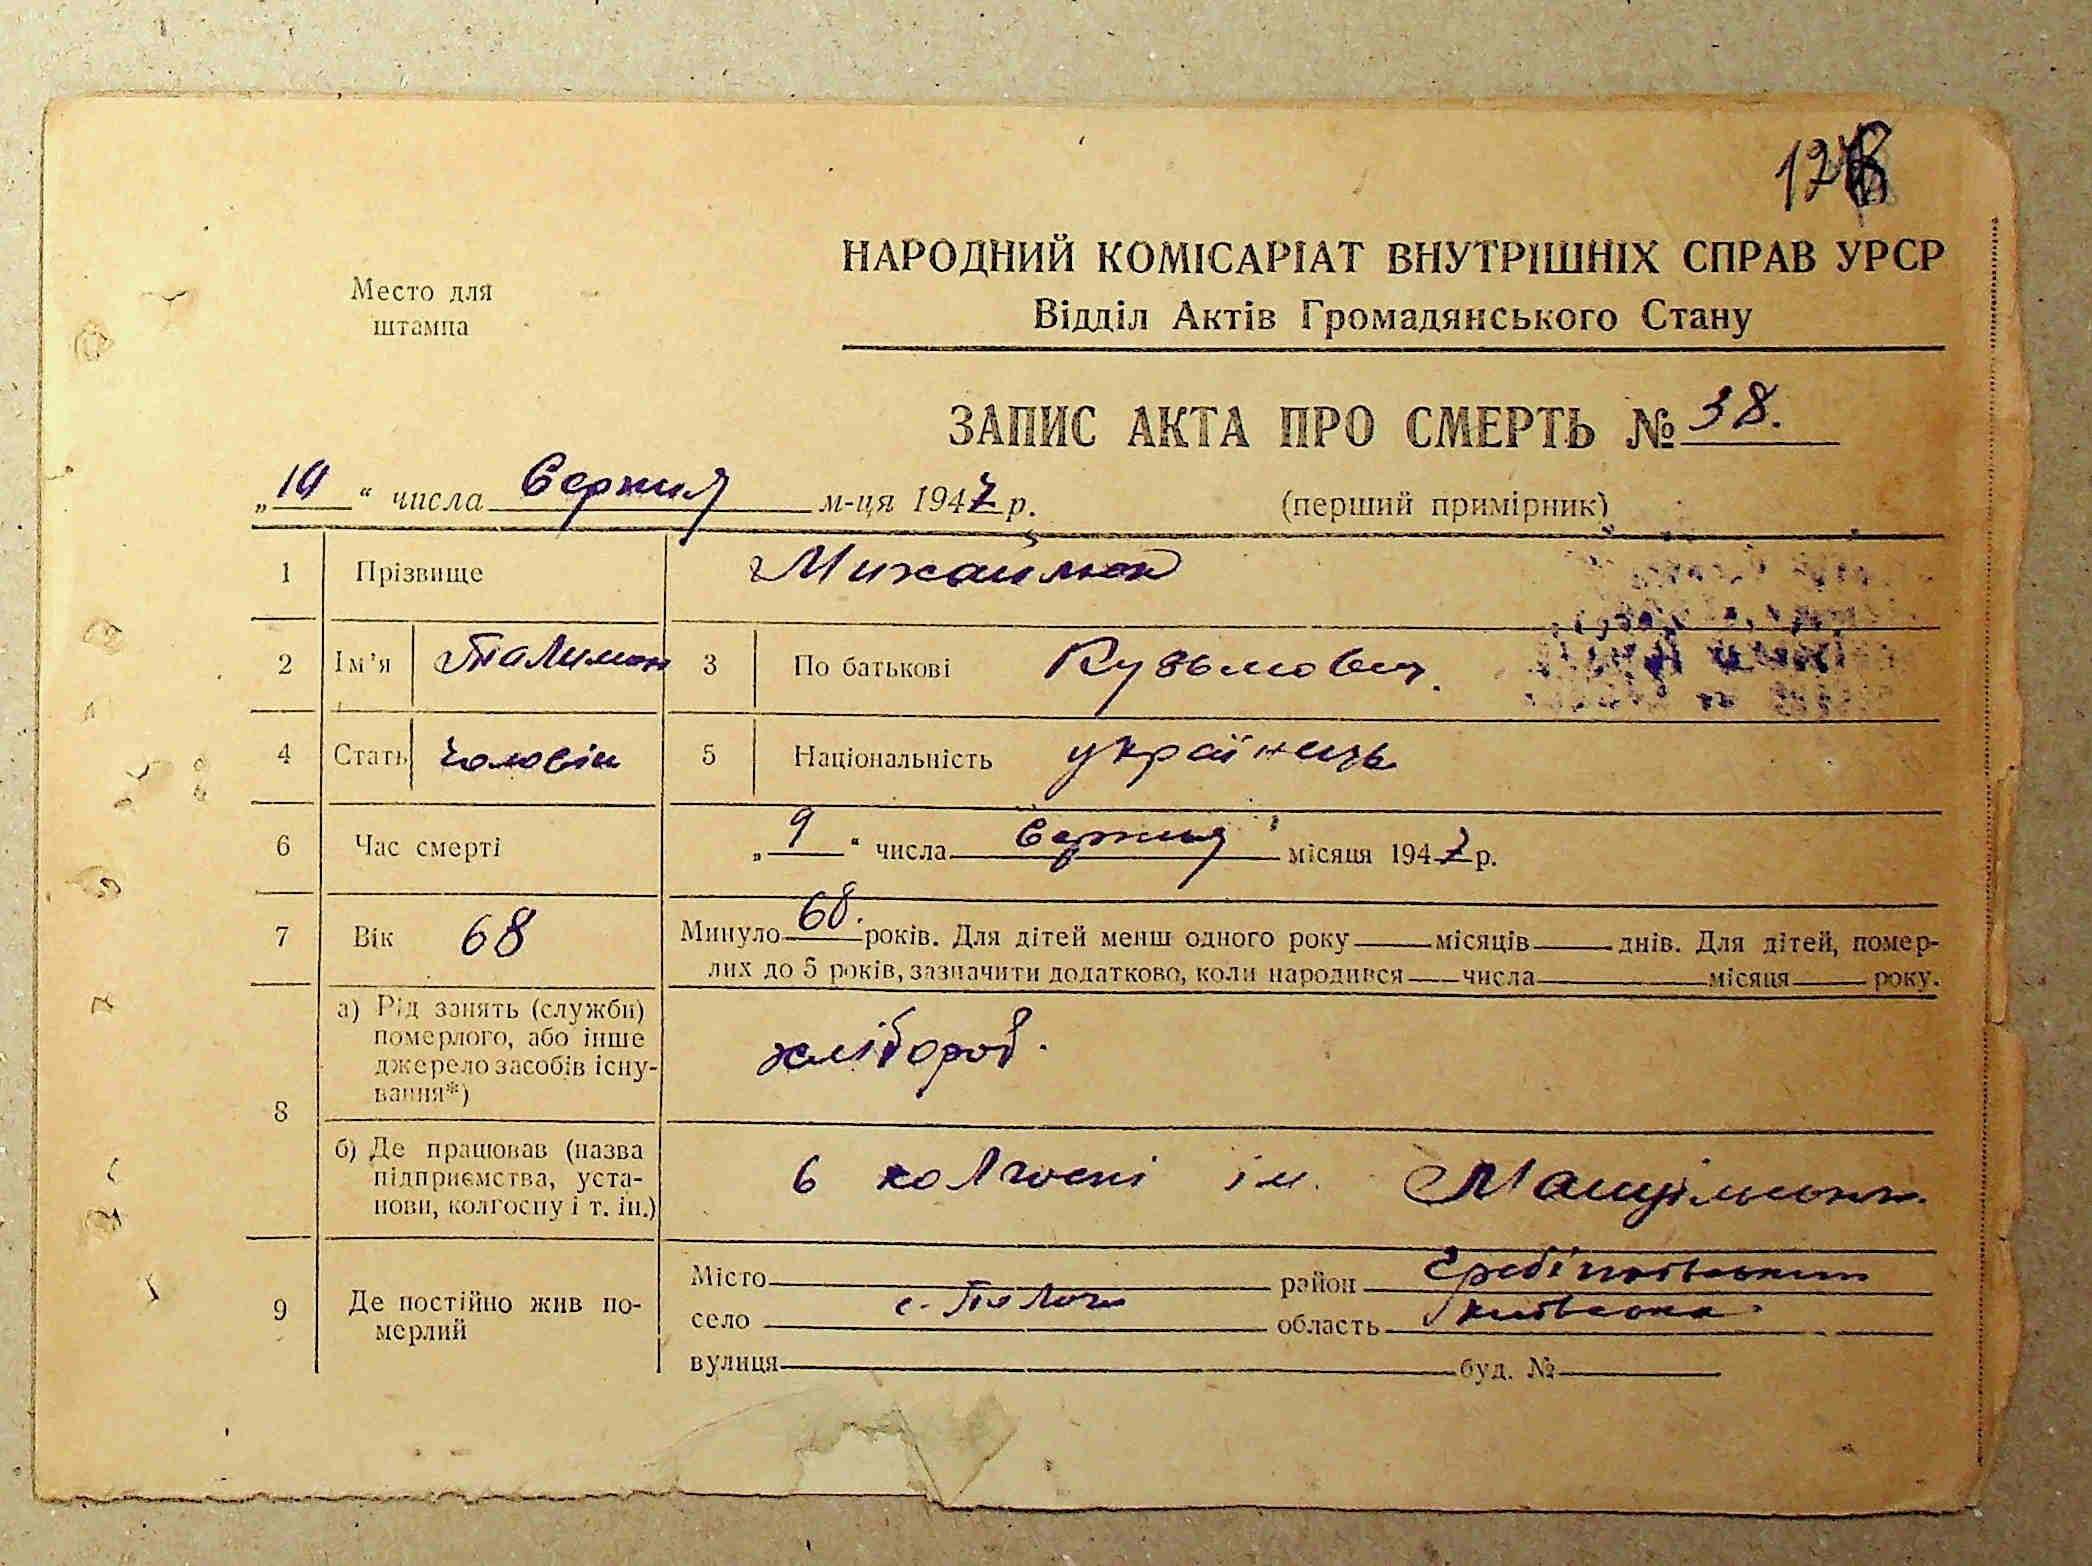 НАРОДНИЙ КОМІСАРІАТ ВНУТРІШНІХ СПРАВ УРСР
Место для
штампа
Відділ Актів Громадянського Стану
ЗАПИС АКТА ПРО СМЕРТЬ № 38.
„10“ числа Серпня м-ця 1947 р. (перший примірник)
1 Прізвище Михайлюк
2 Ім'я Талимон 3 По батькові Кузьмович.
4 Стать чоловік 5 Національність українець
6 Час смерті „9“ числа Серпня місяця 1947 р.
7 Вік 68 Минуло 68. років. Для дітей менш одного року місяців днів. Для дітей, помер-
лих до 5 років, зазначити додатково, коли народився числа місяця року.
8 а) Рід занять (служби)
померлого, або інше
джерело засобів існу-
вання*)
хлібороб.
б) Де працював (назва
підприємства, уста-
нови, колгоспу і т. ін.)
в колгоспі ім.
9 Де постійно жив по-
мерлий
Місто район
село с. область Київська.
вулиця буд. №